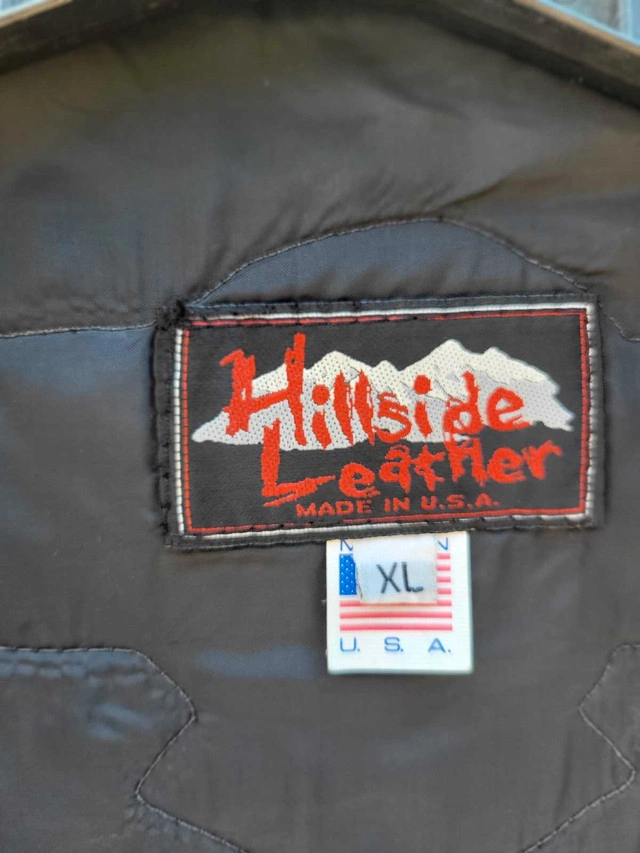 Hillside
Leather
MADE IN U.S.A.
XL
U. S. A.